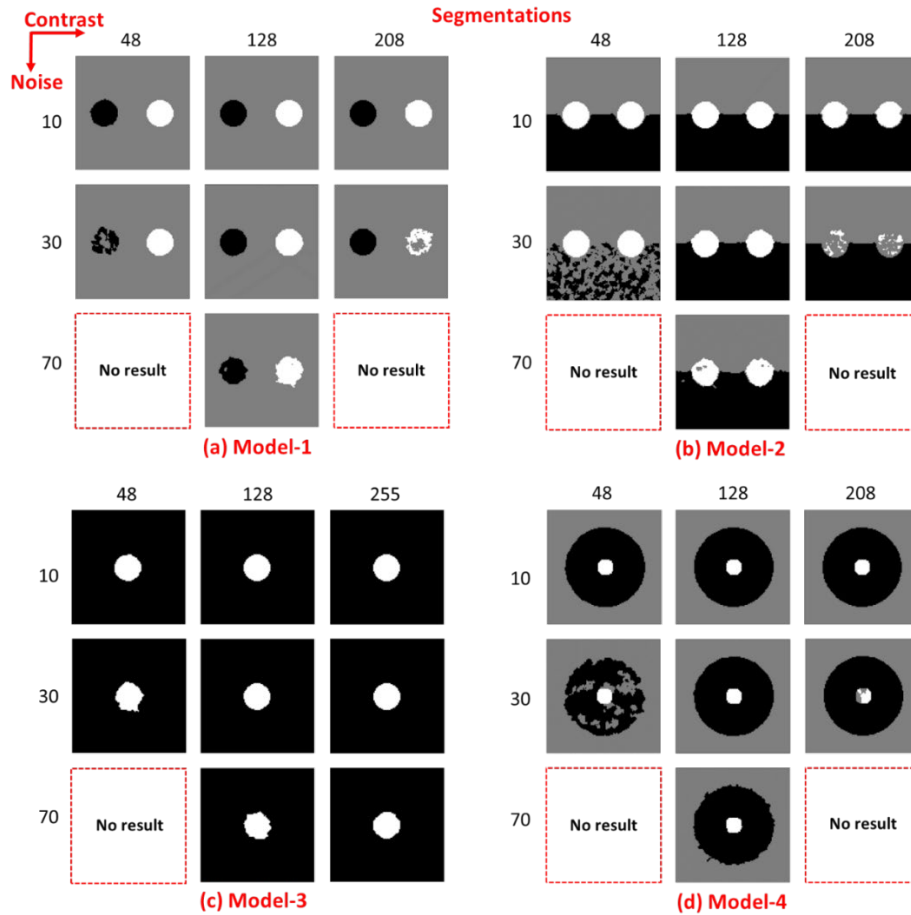 Segmentations
Contrast
48 128 208 48 128 208
Noise
10 10
30 30
70 No result No result 70 No result No result
(a) Model-1 (b) Model-2
48 128 255 48 128 208
10 10
30 30
70 No result 70 No result No result
(c) Model-3 (d) Model-4